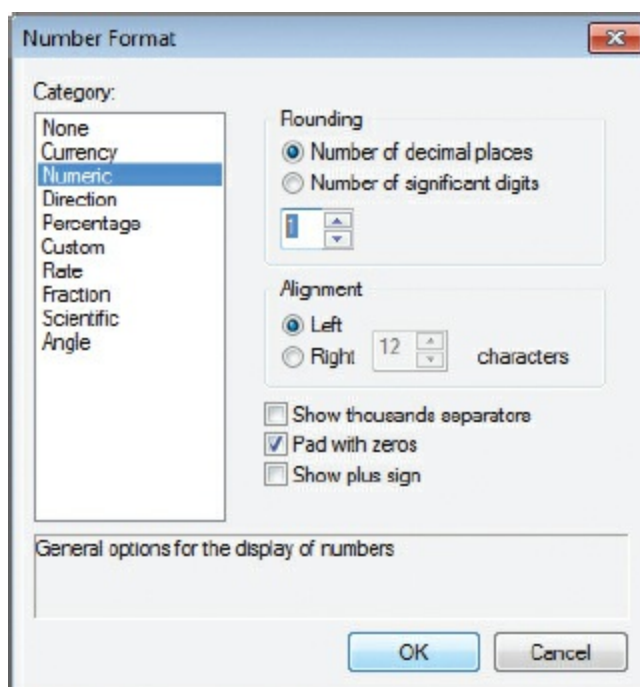 Number Format
Category:
None
Currency
Numeric
Direction
Percentage
Custom
Rate
Fraction
Scientific
Angle
Rounding
Number of decimal places
Number of significant digits
1
Alignment
Left
Right 12 characters
Show thousands separators
Pad with zeros
Show plus sign
General options for the display of numbers
OK Cancel